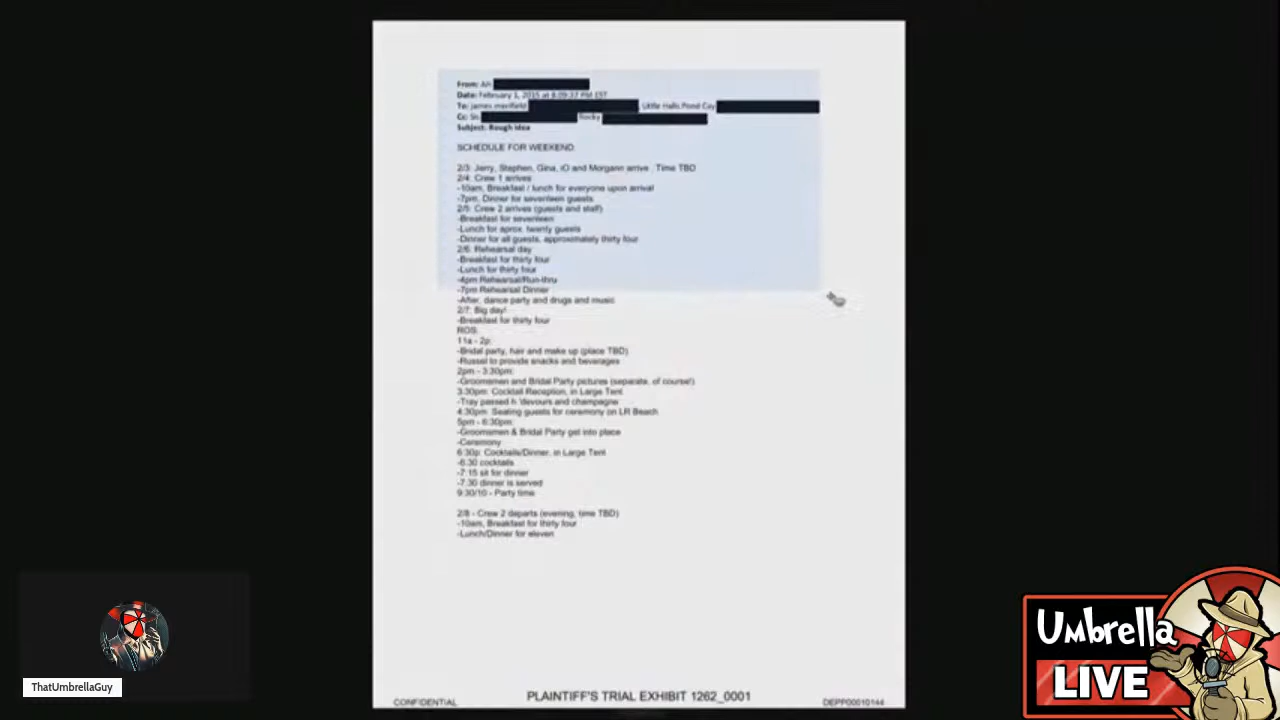 From: AH
Date: February 1, 2015 at 8:09:37 PM EST
To: james merifield Little Halls Pond Cay
Cc: Sis Rocky
Subject: Rough Idea
SCHEDULE FOR WEEKEND:
2/3: Jerry, Stephen, Gina, iO and Morgann arrive. Time TBD
2/4: Crew 1 arrives
-10am, Breakfast / lunch for everyone upon arrival
-7pm, Dinner for seventeen guests
2/5: Crew 2 arrives (guests and staff)
-Breakfast for seventeen
-Lunch for aprox. twenty guests
-Dinner for all guests, approximately thirty four
2/6: Rehearsal day
-Breakfast for thirty four
-Lunch for thirty four
-4pm Rehearsal/Run-thru
-7pm Rehearsal Dinner
-After, dance party and drugs and music
2/7: Big day!
-Breakfast for thirty four
ROS:
11a - 2p:
-Bridal party, hair and make up (place TBD)
-Russel to provide snacks and beverages
2pm - 3:30pm:
-Groomsmen and Bridal Party pictures (separate, of course!)
3:30pm: Cocktail Reception, in Large Tent
-Tray passed h 'devours and champagne
4:30pm: Seating guests for ceremony on LR Beach
5pm - 6:30pm:
-Groomsmen & Bridal Party get into place
-Ceremony
6:30p: Cocktails/Dinner, in Large Tent
-6:30 cocktails
-7:15 sit for dinner
-7:30 dinner is served
9:30/10 - Party time
2/8 - Crew 2 departs (evening, time TBD)
-10am, Breakfast for thirty four
-Lunch/Dinner for eleven
CONFIDENTIAL
PLAINTIFF'S TRIAL EXHIBIT 1262_0001
DEPP00010144
ThatUmbrellaGuy
Umbrella
LIVE